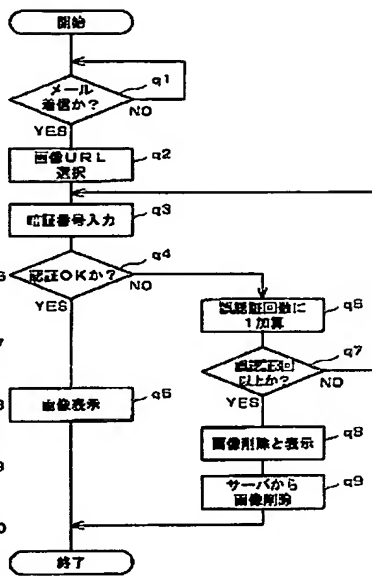 開始
メール
着信か?
q1
YES
NO
画像URL
選択
q2
暗証番号入力
q3
認証OKか?
q4
YES
NO
誤認証回数に
1加算
q6
誤認証
以上か?
q7
YES
NO
画像表示
q5
画像削除と表示
q8
サーバから
画像削除
q9
終了